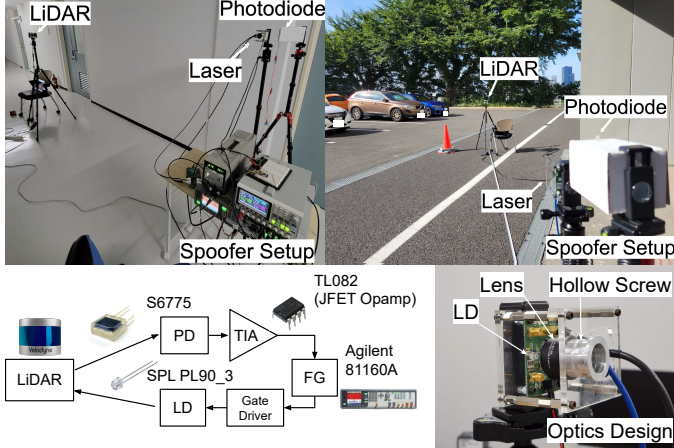 LiDAR
Photodiode
Laser
Spoofer Setup
LiDAR
Photodiode
Laser
Spoofer Setup
TL082
(JFET Opamp)
S6775
PD
TIA
Velodyne
LiDAR
SPL PL90_3
FG
Agilent
81160A
LD
Gate
Driver
Lens
Hollow Screw
LD
Optics Design